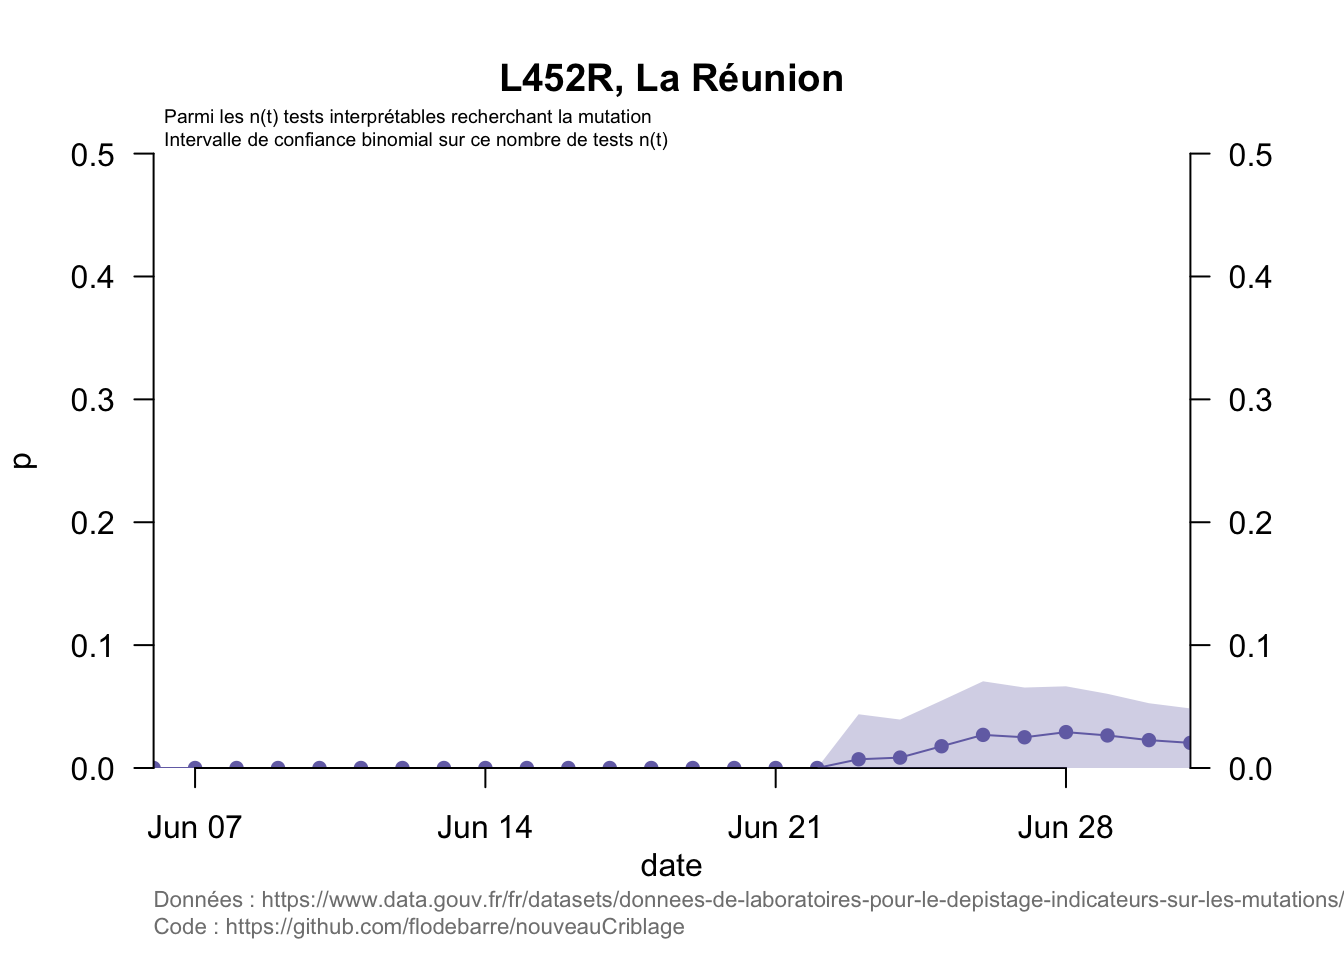 L452R, La Réunion
Parmi les n(t) tests interprétables recherchant la mutation
Intervalle de confiance binomial sur ce nombre de tests n(t)
0.5 0.5
0.4 0.4
0.3 0.3
p
0.2 0.2
0.1 0.1
0.0 0.0
Jun 07 Jun 14 Jun 21 Jun 28
date
Données : https://www.data.gouv.fr/fr/datasets/donnees-de-laboratoires-pour-le-depistage-indicateurs-sur-les-mutations/
Code : https://github.com/flodebarre/nouveauCriblage